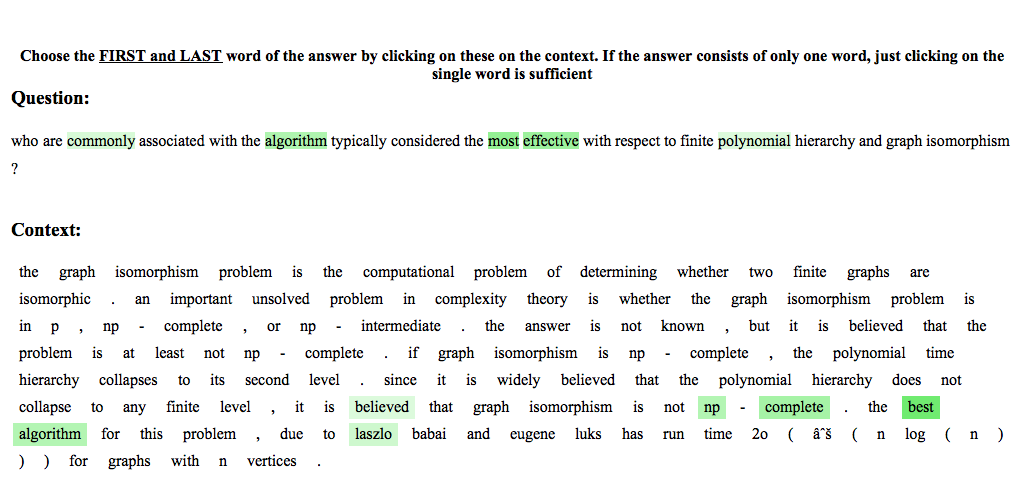 Choose the FIRST and LAST word of the answer by clicking on these on the context. If the answer consists of only one word, just clicking on the
single word is sufficient
Question:
who are commonly associated with the algorithm typically considered the most effective with respect to finite polynomial hierarchy and graph isomorphism
?
Context:
the graph isomorphism problem is the computational problem of determining whether two finite graphs are
isomorphic . an important unsolved problem in complexity theory is whether the graph isomorphism problem is
in p , np - complete , or np - intermediate . the answer is not known , but it is believed that the
problem is at least not np - complete . if graph isomorphism is np - complete , the polynomial time
hierarchy collapses to its second level . since it is widely believed that the polynomial hierarchy does not
collapse to any finite level , it is believed that graph isomorphism is not np - complete . the best
algorithm for this problem , due to laszlo babai and eugene luks has run time 2o ( âˆš ( n log ( n )
) ) for graphs with n vertices .